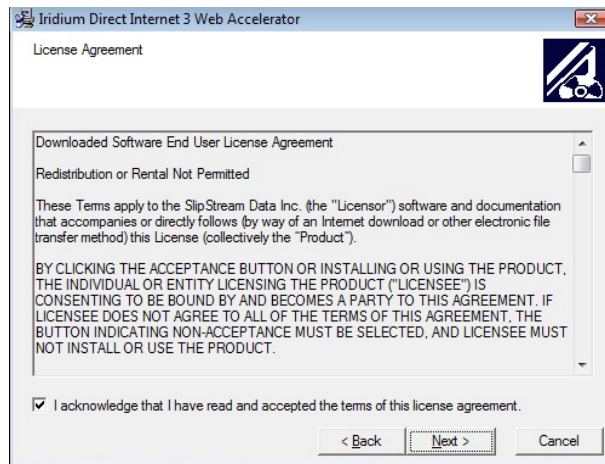 Iridium Direct Internet 3 Web Accelerator
License Agreement
Downloaded Software End User License Agreement
Redistribution or Rental Not Permitted
These Terms apply to the SlipStream Data Inc. (the "Licensor") software and documentation
that accompanies or directly follows (by way of an Internet download or other electronic file
transfer method) this License (collectively the "Product").
BY CLICKING THE ACCEPTANCE BUTTON OR INSTALLING OR USING THE PRODUCT,
THE INDIVIDUAL OR ENTITY LICENSING THE PRODUCT ("LICENSEE") IS
CONSENTING TO BE BOUND BY AND BECOMES A PARTY TO THIS AGREEMENT. IF
LICENSEE DOES NOT AGREE TO ALL OF THE TERMS OF THIS AGREEMENT, THE
BUTTON INDICATING NON-ACCEPTANCE MUST BE SELECTED, AND LICENSEE MUST
NOT INSTALL OR USE THE PRODUCT.
I acknowledge that I have read and accepted the terms of this license agreement.
< Back Next > Cancel